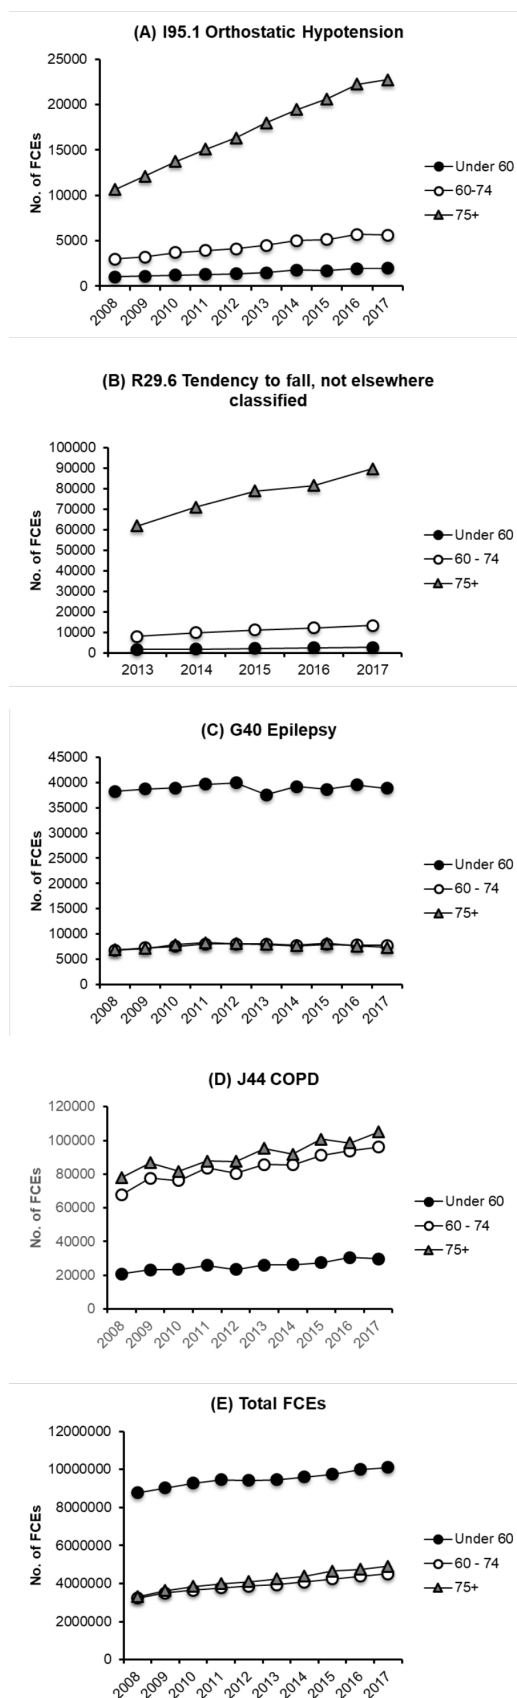 (A) I95.1 Orthostatic Hypotension
25000
20000
15000
10000
5000
0
No. of FCEs
2008 2009 2010 2011 2012 2013 2014 2015 2016 2017
Under 60
60-74
75+
(B) R29.6 Tendency to fall, not elsewhere
classified
100000
90000
80000
70000
60000
50000
40000
30000
20000
10000
0
No. of FCEs
2013 2014 2015 2016 2017
Under 60
60 - 74
75+
(C) G40 Epilepsy
45000
40000
35000
30000
25000
20000
15000
10000
5000
0
No. of FCEs
2008 2009 2010 2011 2012 2013 2014 2015 2016 2017
Under 60
60 - 74
75+
(D) J44 COPD
120000
100000
80000
60000
40000
20000
0
No. of FCEs
2008 2009 2010 2011 2012 2013 2014 2015 2016 2017
Under 60
60 - 74
75+
(E) Total FCEs
12000000
10000000
8000000
6000000
4000000
2000000
0
No. of FCEs
2008 2009 2010 2011 2012 2013 2014 2015 2016 2017
Under 60
60 - 74
75+